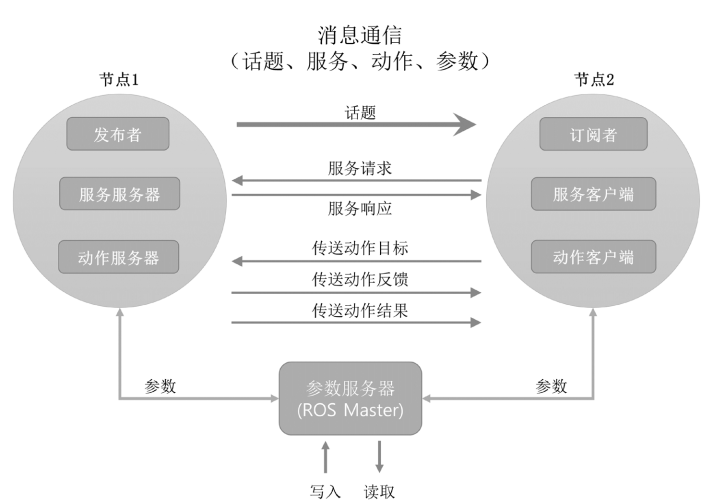 消息通信
（话题、服务、动作、参数）
节点1
节点2
发布者
话题
订阅者
服务服务器
服务请求
服务响应
服务客户端
动作服务器
传送动作目标
传送动作反馈
传送动作结果
动作客户端
参数
参数服务器
(ROS Master)
参数
写入
读取